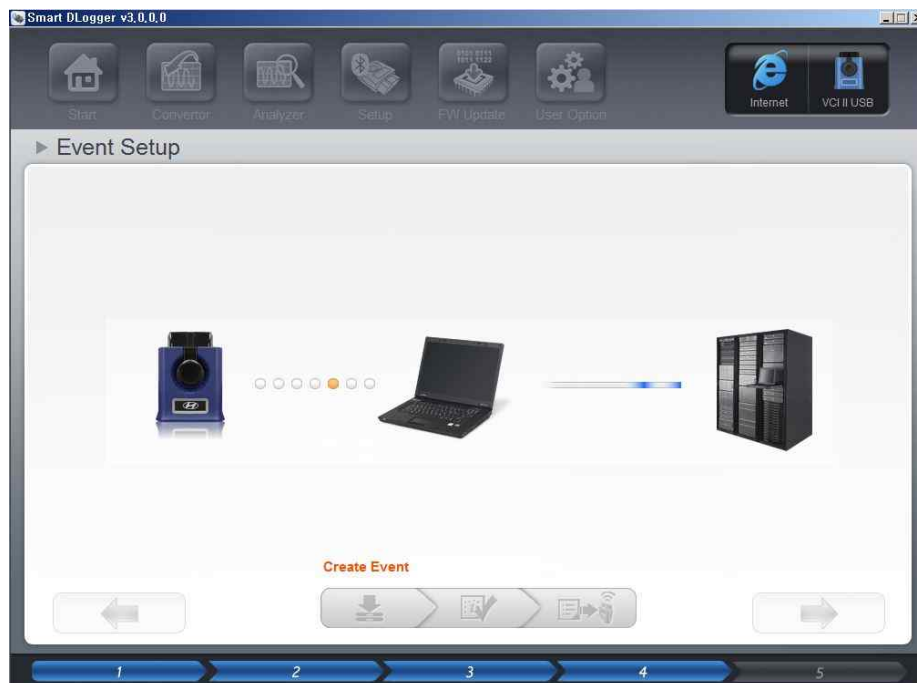 Smart DLogger v3.0.0.0
Start Convertor Analyzer Setup FW Update User Option
Internet VCI II USB
Event Setup
Create Event
1 2 3 4 5